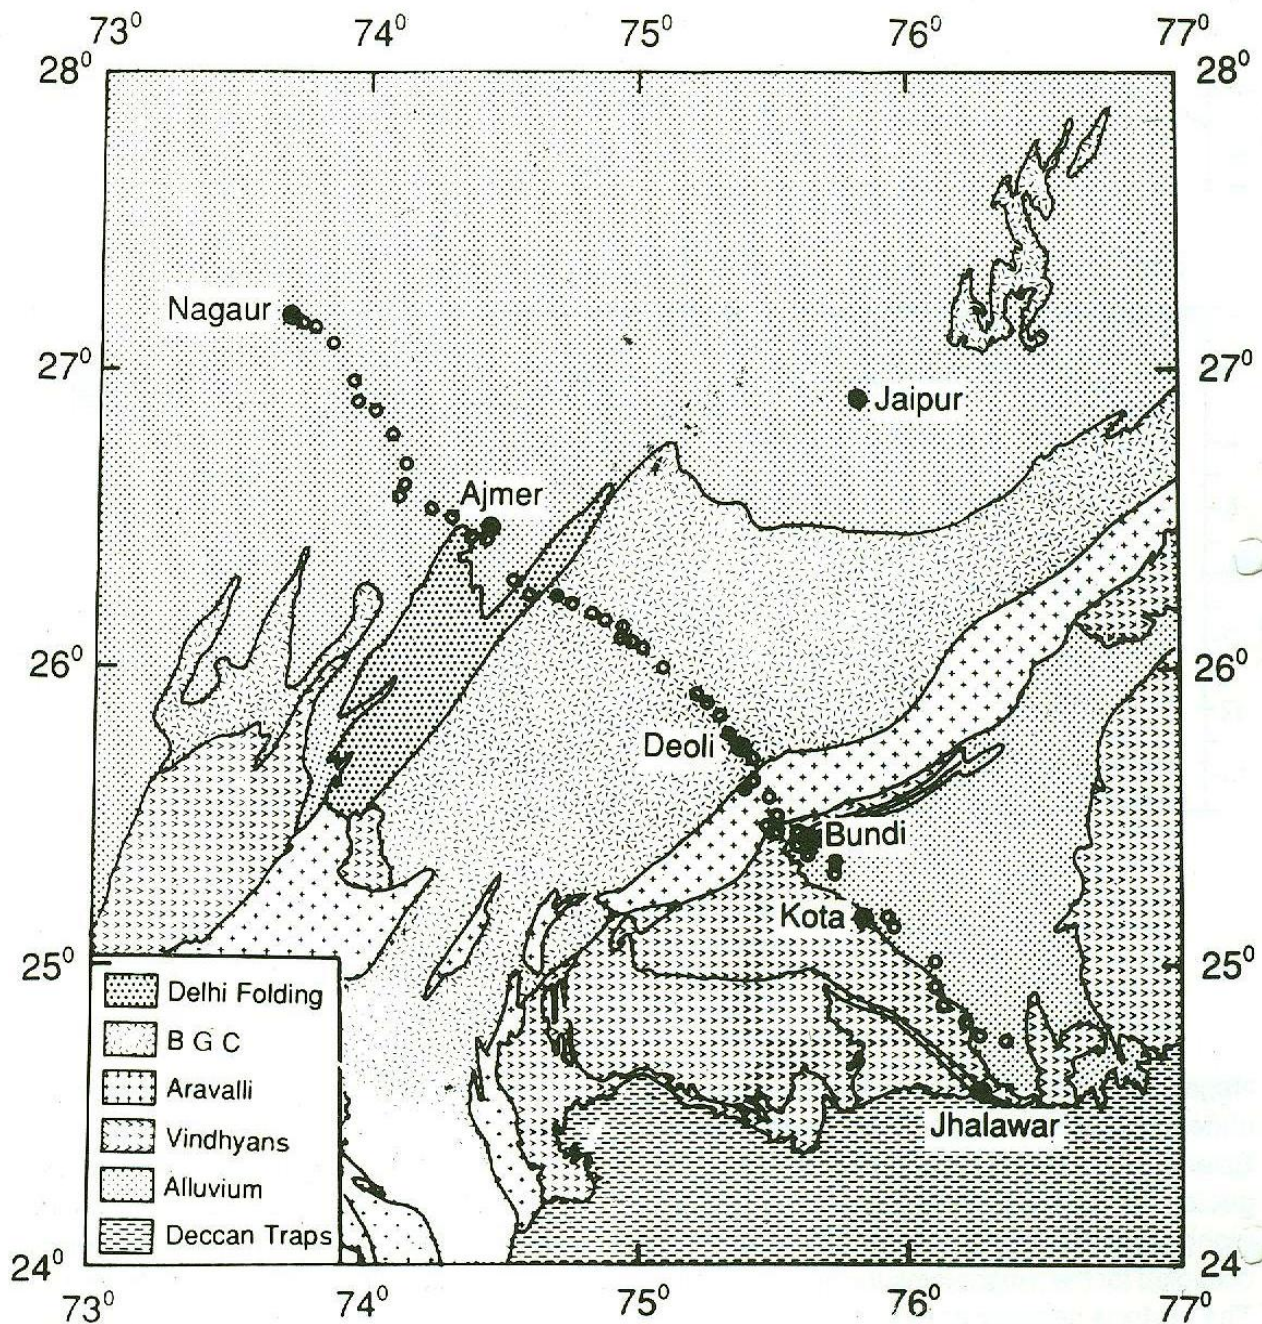 73⁰ 74⁰ 75⁰ 76⁰ 77⁰
28⁰ 28⁰
Nagaur
27⁰ 27⁰
Jaipur
Ajmer
26⁰ 26⁰
Deoli
Bundi
Kota
25⁰ 25⁰
Delhi Folding
B G C
Aravalli
Jhalawar
Vindhyans
Alluvium
Deccan Traps
24⁰ 24
73⁰ 74⁰ 75⁰ 76⁰ 77⁰